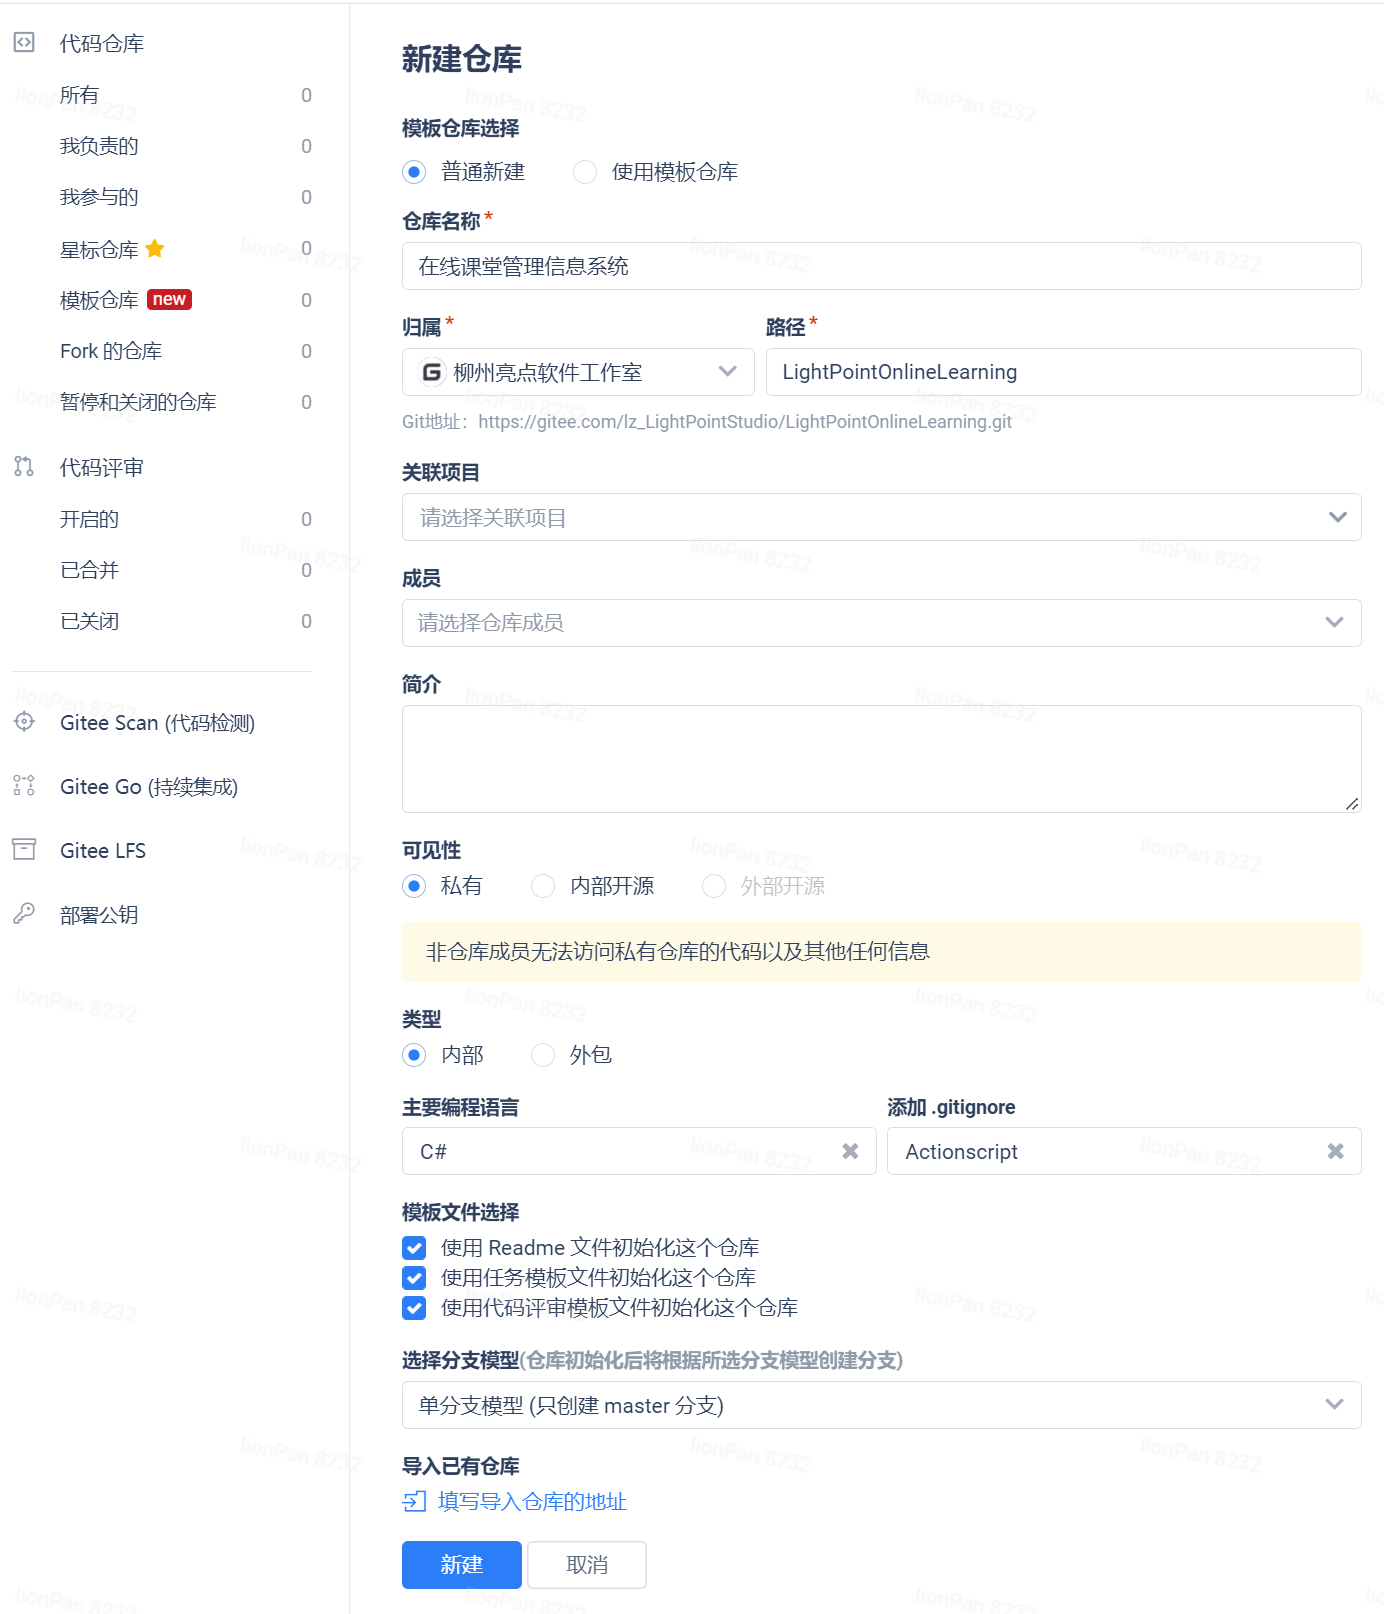 代码仓库
所有 0
我负责的 0
我参与的 0
星标仓库 0
模板仓库 new 0
Fork 的仓库 0
暂停和关闭的仓库 0
代码评审
开启的 0
已合并 0
已关闭 0
Gitee Scan (代码检测)
Gitee Go (持续集成)
Gitee LFS
部署公钥
新建仓库
模板仓库选择
普通新建 使用模板仓库
仓库名称 *
在线课堂管理信息系统
归属 * 路径 *
柳州亮点软件工作室 LightPointOnlineLearning
Git地址：https://gitee.com/lz_LightPointStudio/LightPointOnlineLearning.git
关联项目
请选择关联项目
成员
请选择仓库成员
简介
可见性
私有 内部开源 外部开源
非仓库成员无法访问私有仓库的代码以及其他任何信息
类型
内部 外包
主要编程语言 添加 .gitignore
C# Actionscript
模板文件选择
使用 Readme 文件初始化这个仓库
使用任务模板文件初始化这个仓库
使用代码评审模板文件初始化这个仓库
选择分支模型(仓库初始化后将根据所选分支模型创建分支)
单分支模型 (只创建 master 分支)
导入已有仓库
填写导入仓库的地址
新建 取消
lionPan 8232